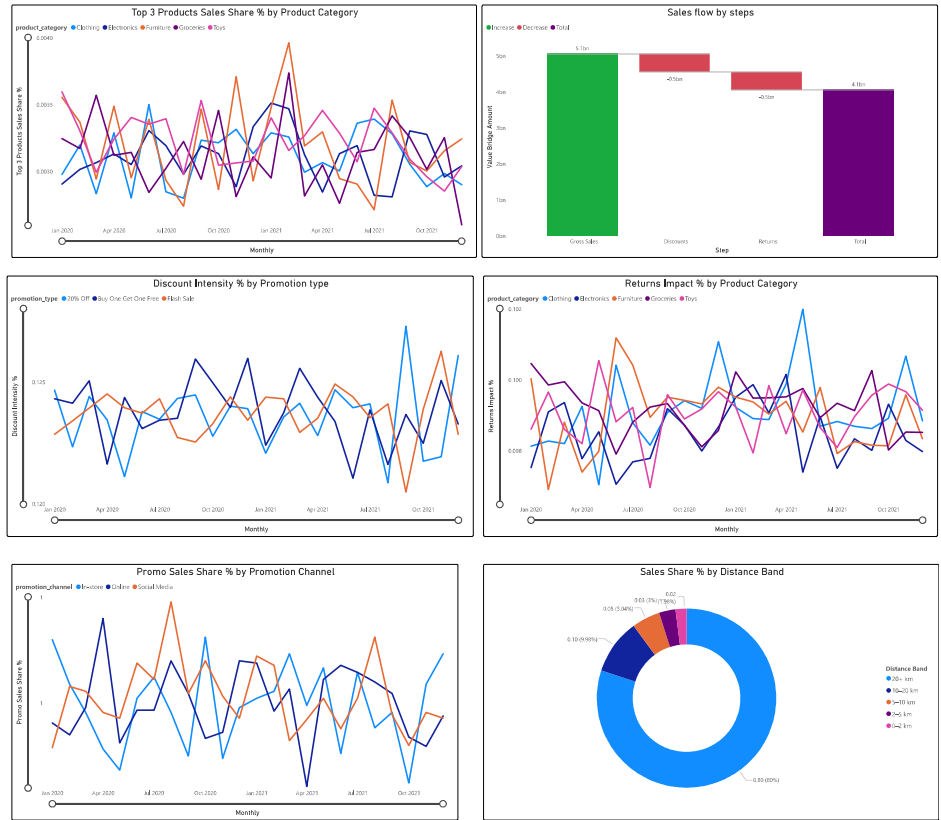 Top 3 Products Sales Share % by Product Category
product_category Clothing Electronics Furniture Groceries Toys
0.0040
0.0035
0.0030
Top 3 Products Sales Share %
Jan 2020 Apr 2020 Jul 2020 Oct 2020 Jan 2021 Apr 2021 Jul 2021 Oct 2021
Monthly
Sales flow by steps
Increase Decrease Total
5bn
4bn
3bn
2bn
1bn
0bn
Value Bridge Amount
5.1bn
-0.5bn
-0.5bn
4.1bn
Gross Sales Discounts Returns Total
Step
Discount Intensity % by Promotion type
promotion_type 20% Off Buy One Get One Free Flash Sale
0.125
0.120
Discount Intensity %
Jan 2020 Apr 2020 Jul 2020 Oct 2020 Jan 2021 Apr 2021 Jul 2021 Oct 2021
Monthly
Returns Impact % by Product Category
product_category Clothing Electronics Furniture Groceries Toys
0.102
0.100
0.098
Returns Impact %
Jan 2020 Apr 2020 Jul 2020 Oct 2020 Jan 2021 Apr 2021 Jul 2021 Oct 2021
Monthly
Promo Sales Share % by Promotion Channel
promotion_channel In-store Online Social Media
1
1
Promo Sales Share %
Jan 2020 Apr 2020 Jul 2020 Oct 2020 Jan 2021 Apr 2021 Jul 2021 Oct 2021
Monthly
Sales Share % by Distance Band
0.02
0.03 (3%)
0.05 (5.04%)
0.10 (9.98%)
0.80 (80%)
Distance Band
20+ km
10–20 km
5–10 km
2–5 km
0–2 km